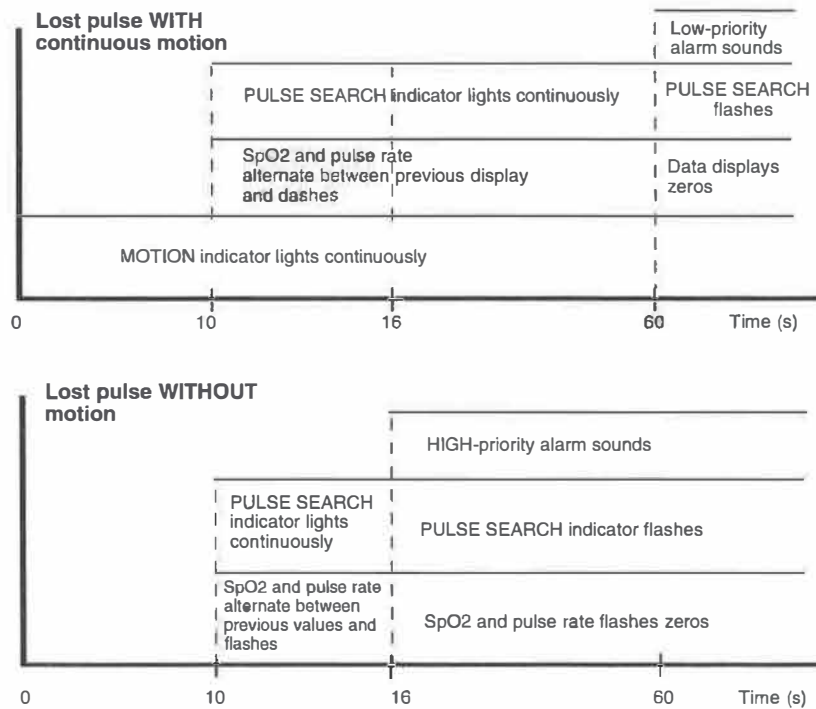 Lost pulse WITH
continuous motion
Low-priority
alarm sounds
PULSE SEARCH indicator lights continuously
PULSE SEARCH
flashes
SpO2 and pulse rate
alternate between previous display
and dashes
Data displays
zeros
MOTION indicator lights continuously
0 10 16 60 Time (s)
Lost pulse WITHOUT
motion
HIGH-priority alarm sounds
PULSE SEARCH
indicator lights
continuously
PULSE SEARCH indicator flashes
SpO2 and pulse rate
alternate between
previous values and
flashes
SpO2 and pulse rate flashes zeros
0 10 16 60 Time (s)